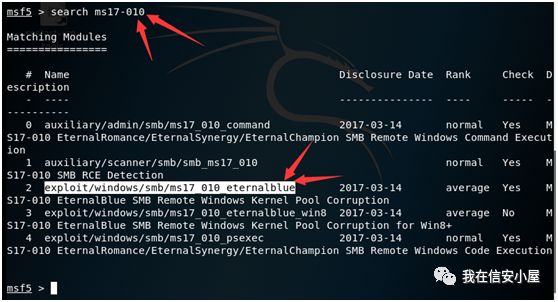 msf5 > search ms17-010
Matching Modules
================
# Name Disclosure Date Rank Check D
escription
- ---- --------------- ---- ----- -
----------
0 auxiliary/admin/smb/ms17_010_command 2017-03-14 normal Yes M
S17-010 EternalRomance/EternalSynergy/EternalChampion SMB Remote Windows Command Execut
ion
1 auxiliary/scanner/smb/smb_ms17_010 normal Yes M
S17-010 SMB RCE Detection
2 exploit/windows/smb/ms17_010_eternalblue 2017-03-14 average Yes M
S17-010 EternalBlue SMB Remote Windows Kernel Pool Corruption
3 exploit/windows/smb/ms17_010_eternalblue_win8 2017-03-14 average No M
S17-010 EternalBlue SMB Remote Windows Kernel Pool Corruption for Win8+
4 exploit/windows/smb/ms17_010_psexec 2017-03-14 normal Yes M
S17-010 EternalRomance/EternalSynergy/EternalChampion SMB Remote Windows Code Execution
msf5 >
我在信安小屋